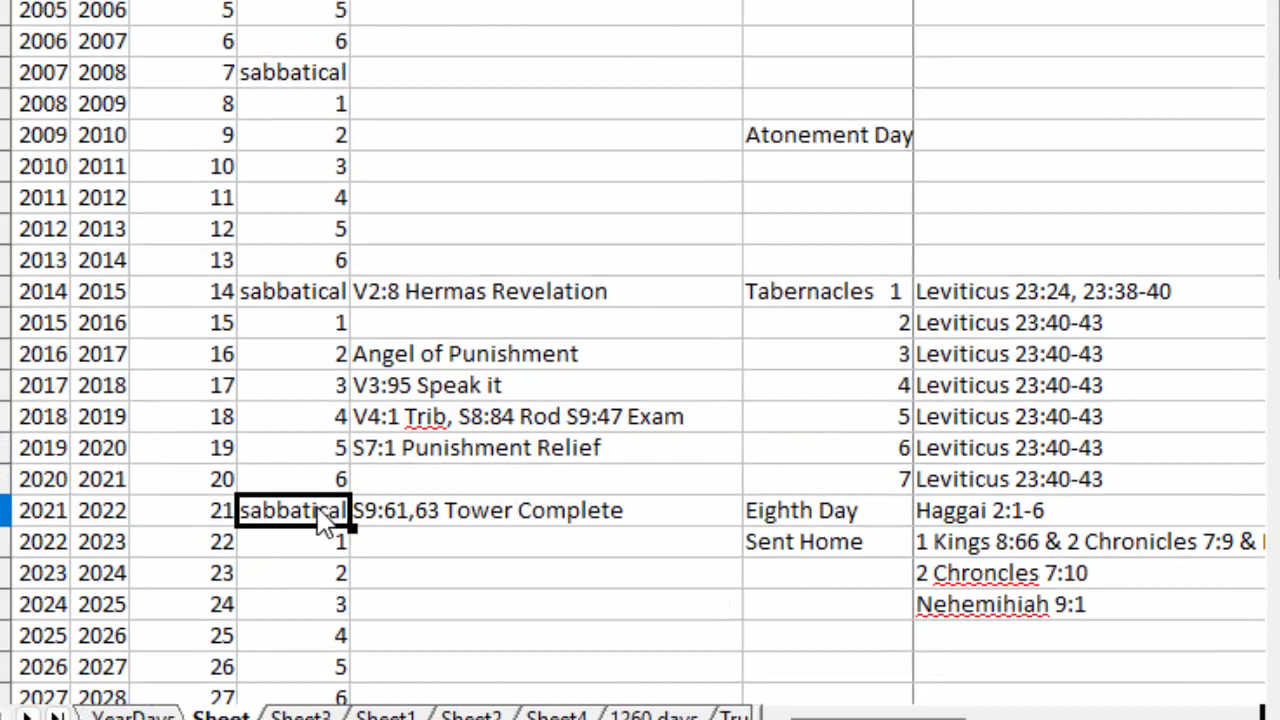 2005 2006 5 5
2006 2007 6 6
2007 2008 7 sabbatical
2008 2009 8 1
2009 2010 9 2 Atonement Day
2010 2011 10 3
2011 2012 11 4
2012 2013 12 5
2013 2014 13 6
2014 2015 14 sabbatical V2:8 Hermas Revelation Tabernacles 1 Leviticus 23:24, 23:38-40
2015 2016 15 1 2 Leviticus 23:40-43
2016 2017 16 2 Angel of Punishment 3 Leviticus 23:40-43
2017 2018 17 3 V3:95 Speak it 4 Leviticus 23:40-43
2018 2019 18 4 V4:1 Trib, S8:84 Rod S9:47 Exam 5 Leviticus 23:40-43
2019 2020 19 5 S7:1 Punishment Relief 6 Leviticus 23:40-43
2020 2021 20 6 7 Leviticus 23:40-43
2021 2022 21 sabbatical S9:61,63 Tower Complete Eighth Day Haggai 2:1-6
2022 2023 22 1 Sent Home 1 Kings 8:66 & 2 Chronicles 7:9 &
2023 2024 23 2 2 Chroncles 7:10
2024 2025 24 3 Nehemihiah 9:1
2025 2026 25 4
2026 2027 26 5
2027 2028 27 6
YearDays Sheet Sheet3 Sheet1 Sheet2 Sheet4 1260 days Tru